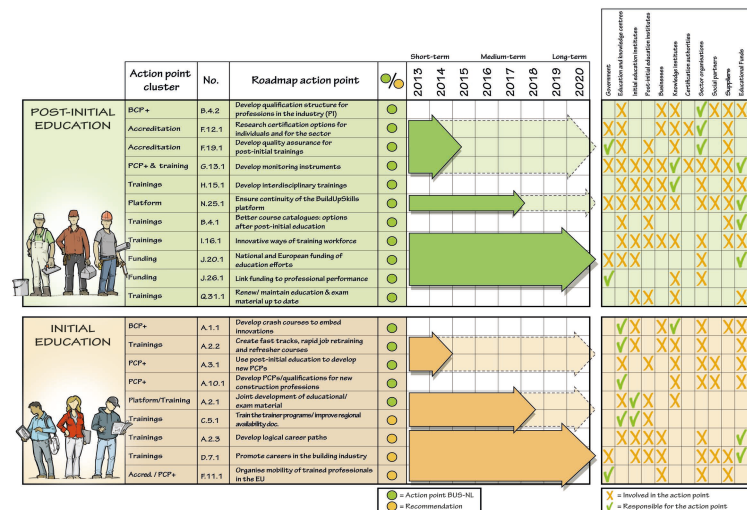 Government
Education and knowledge centres
Initial education institutes
Post-initial education institutes
Businesses
Knowledge institutes
Certification authorities
Sector organisations
Social partners
Suppliers
Educational Funds
Short-term
Medium-term
Long-term
Action point cluster
No.
Roadmap action point
%
2013
2014
2015
2016
2017
2018
2019
2020
POST-INITIAL
EDUCATION
BCP+
B.4.2
Develop qualification structure for
professions in the industry (PI)
Accreditation
F.12.1
Research certification options for
individuals and for the sector
Accreditation
F.19.1
Develop quality assurance for
post-initial trainings
PCP+ & training
G.13.1
Develop monitoring instruments
Trainings
H.15.1
Develop interdisciplinary trainings
Platform
N.25.1
Ensure continuity of the BuildUpSkills
platform
Trainings
B.4.1
Better course catalogues: options
after post-initial education
Trainings
I.16.1
Innovative ways of training workforce
Funding
J.20.1
National and European funding of
education efforts
Funding
J.26.1
Link funding to professional performance
Trainings
Q.31.1
Renew/ maintain education & exam
material up to date
INITIAL
EDUCATION
BCP+
A.1.1
Develop crash courses to embed
innovations
Trainings
A.2.2
Create fast tracks, rapid job retraining
and refresher courses
PCP+
A.3.1
Use post-initial education to develop
new PCPs
PCP+
A.10.1
Develop PCPs/qualifications for new
construction professions
Platform/Training
A.2.1
Joint development of educational/
exam material
Trainings
C.5.1
Train the trainer programs/ improve regional
availability doc.
Trainings
A.2.3
Develop logical career paths
Trainings
D.7.1
Promote careers in the building industry
Accred. / PCP+
F.11.1
Organise mobility of trained professionals
in the EU
= Action point BUS-NL
= Recommendation
X = Involved in the action point
✓ = Responsible for the action point